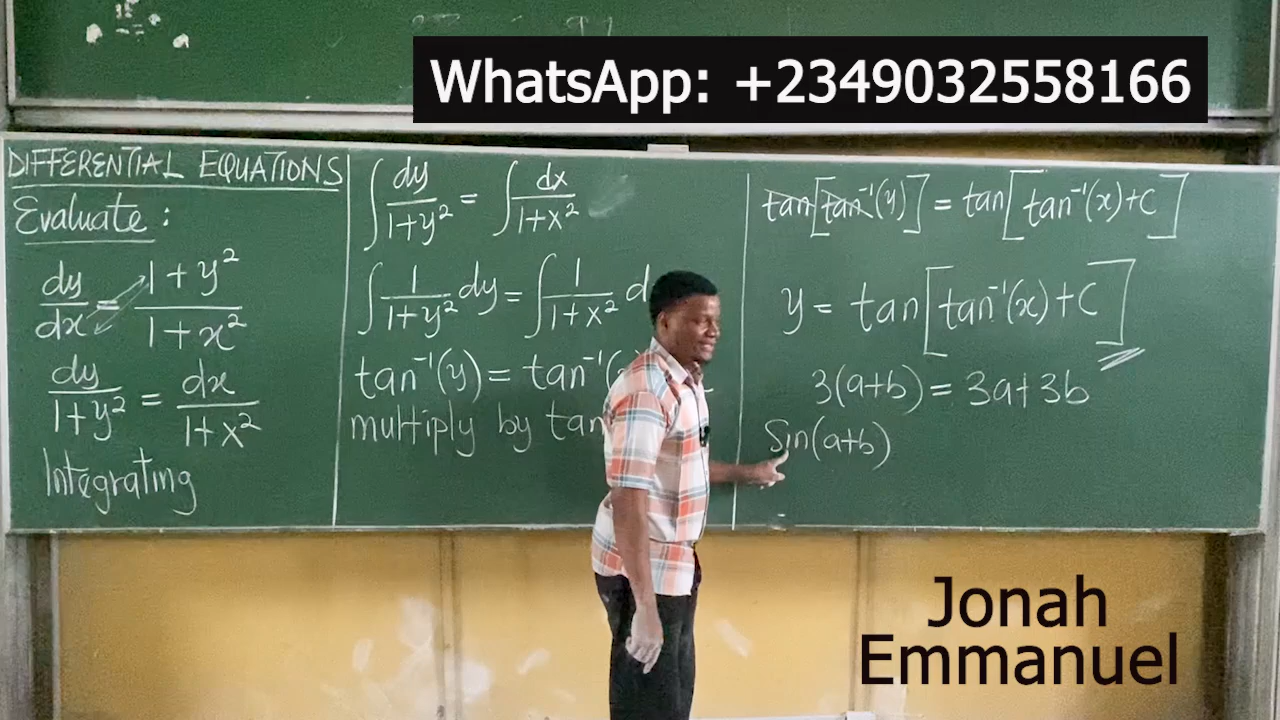 WhatsApp: +2349032558166
DIFFERENTIAL EQUATIONS
Evaluate :
dy/dx = (1 + y²)/(1 + x²)
dy/(1+y²) = dx/(1+x²)
Integrating
∫ dy/(1+y²) = ∫ dx/(1+x²)
∫ 1/(1+y²) dy = ∫ 1/(1+x²) d
tan⁻¹(y) = tan⁻¹(
multiply by tan
tan[tan⁻¹(y)] = tan[tan⁻¹(x)+C]
y = tan[tan⁻¹(x)+C]
3(a+b) = 3a+3b
Sin(a+b)
Jonah
Emmanuel